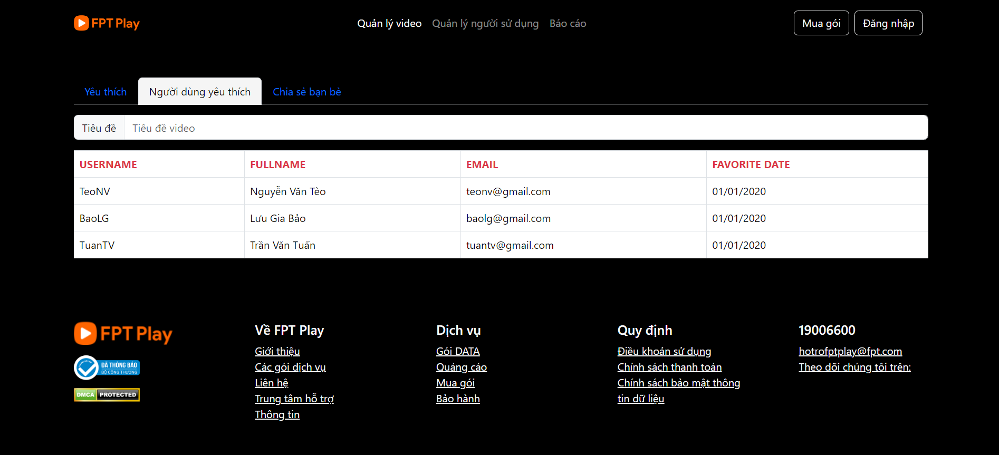 FPT Play
Quản lý video Quản lý người sử dụng Báo cáo
Mua gói Đăng nhập
Yêu thích Người dùng yêu thích Chia sẻ bạn bè
Tiêu đề Tiêu đề video
USERNAME FULLNAME EMAIL FAVORITE DATE
TeoNV Nguyễn Văn Tèo teonv@gmail.com 01/01/2020
BaoLG Lưu Gia Bảo baolg@gmail.com 01/01/2020
TuanTV Trần Văn Tuấn tuantv@gmail.com 01/01/2020
FPT Play
ĐÃ THÔNG BÁO
BỘ CÔNG THƯƠNG
DMCA PROTECTED
Về FPT Play
Giới thiệu
Các gói dịch vụ
Liên hệ
Trung tâm hỗ trợ
Thông tin
Dịch vụ
Gói DATA
Quảng cáo
Mua gói
Bảo hành
Quy định
Điều khoản sử dụng
Chính sách thanh toán
Chính sách bảo mật thông
tin dữ liệu
19006600
hotrofptplay@fpt.com
Theo dõi chúng tôi trên: